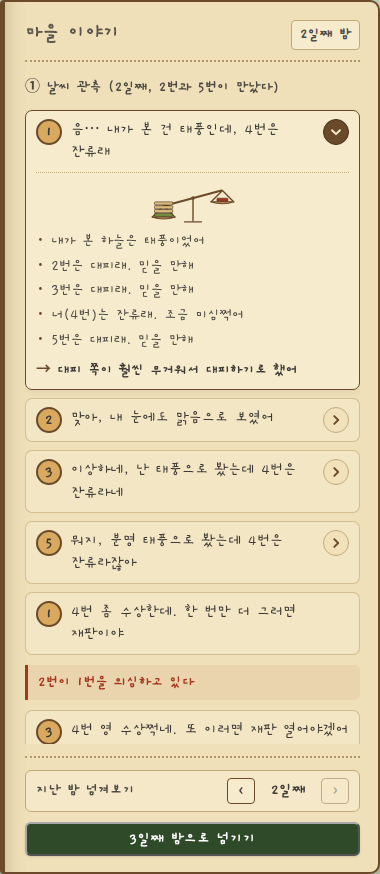 마을 이야기
2일째 밤
① 날씨 관측 (2일째, 2번과 5번이 만났다)
1
음… 내가 본 건 태풍인데, 4번은
잔류래
• 내가 본 하늘은 태풍이었어
• 2번은 대피래. 믿을 만해
• 3번은 대피래. 믿을 만해
• 너(4번)는 잔류래. 조금 미심쩍어
• 5번은 대피래. 믿을 만해
→ 대피 쪽이 훨씬 무거워서 대피하기로 했어
2
맞아, 내 눈에도 맑음으로 보였어
3
이상하네, 난 태풍으로 봤는데 4번은
잔류라네
5
뭐지, 분명 태풍으로 봤는데 4번은
잔류라잖아
1
4번 좀 수상한데. 한 번만 더 그러면
재판이야
2번이 1번을 의심하고 있다
3
4번 영 수상쩍네. 또 이러면 재판 열어야겠어
지난 밤 넘겨보기
2일째
3일째 밤으로 넘기기